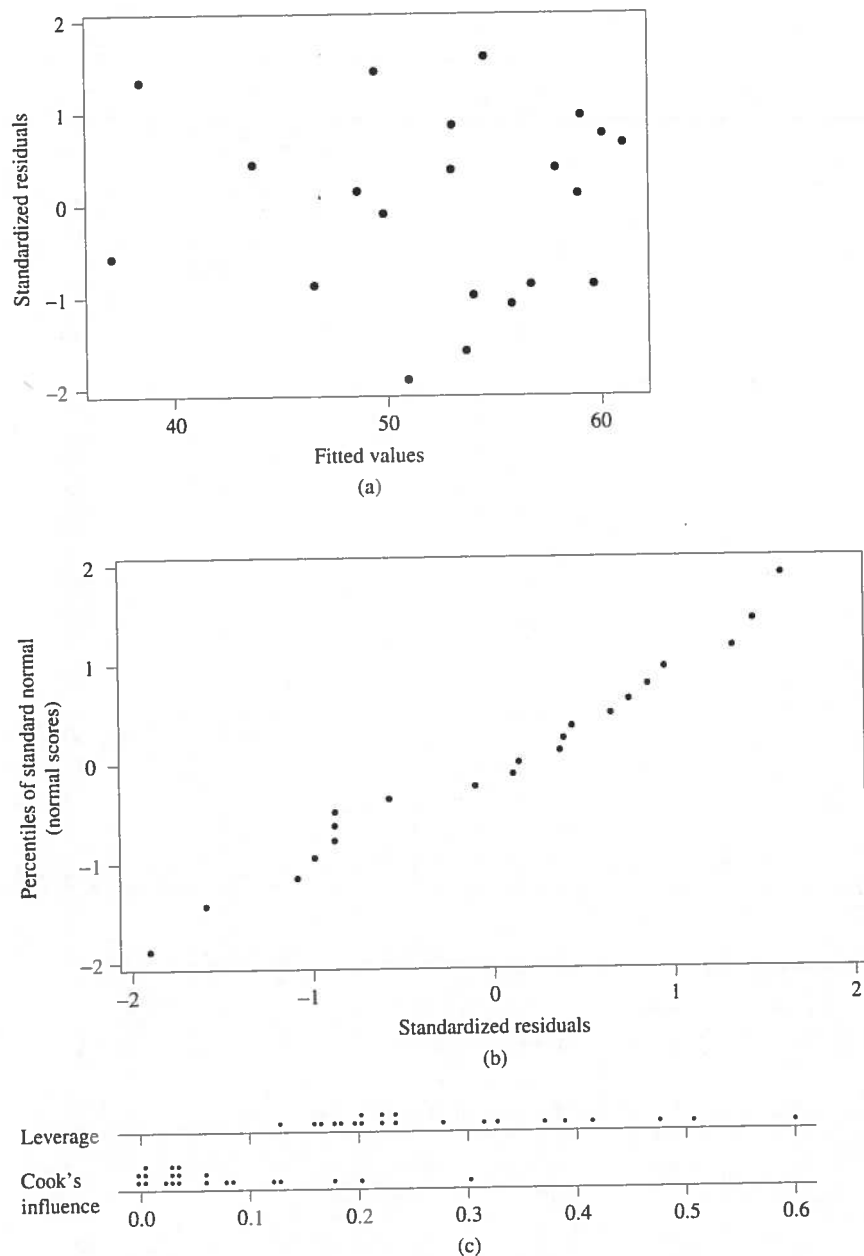 2
1
0
−1
−2
Standardized residuals
40
50
60
Fitted values
(a)
2
1
0
−1
−2
Percentiles of standard normal
(normal scores)
−2
−1
0
1
2
Standardized residuals
(b)
Leverage
Cook's
influence
0.0
0.1
0.2
0.3
0.4
0.5
0.6
(c)